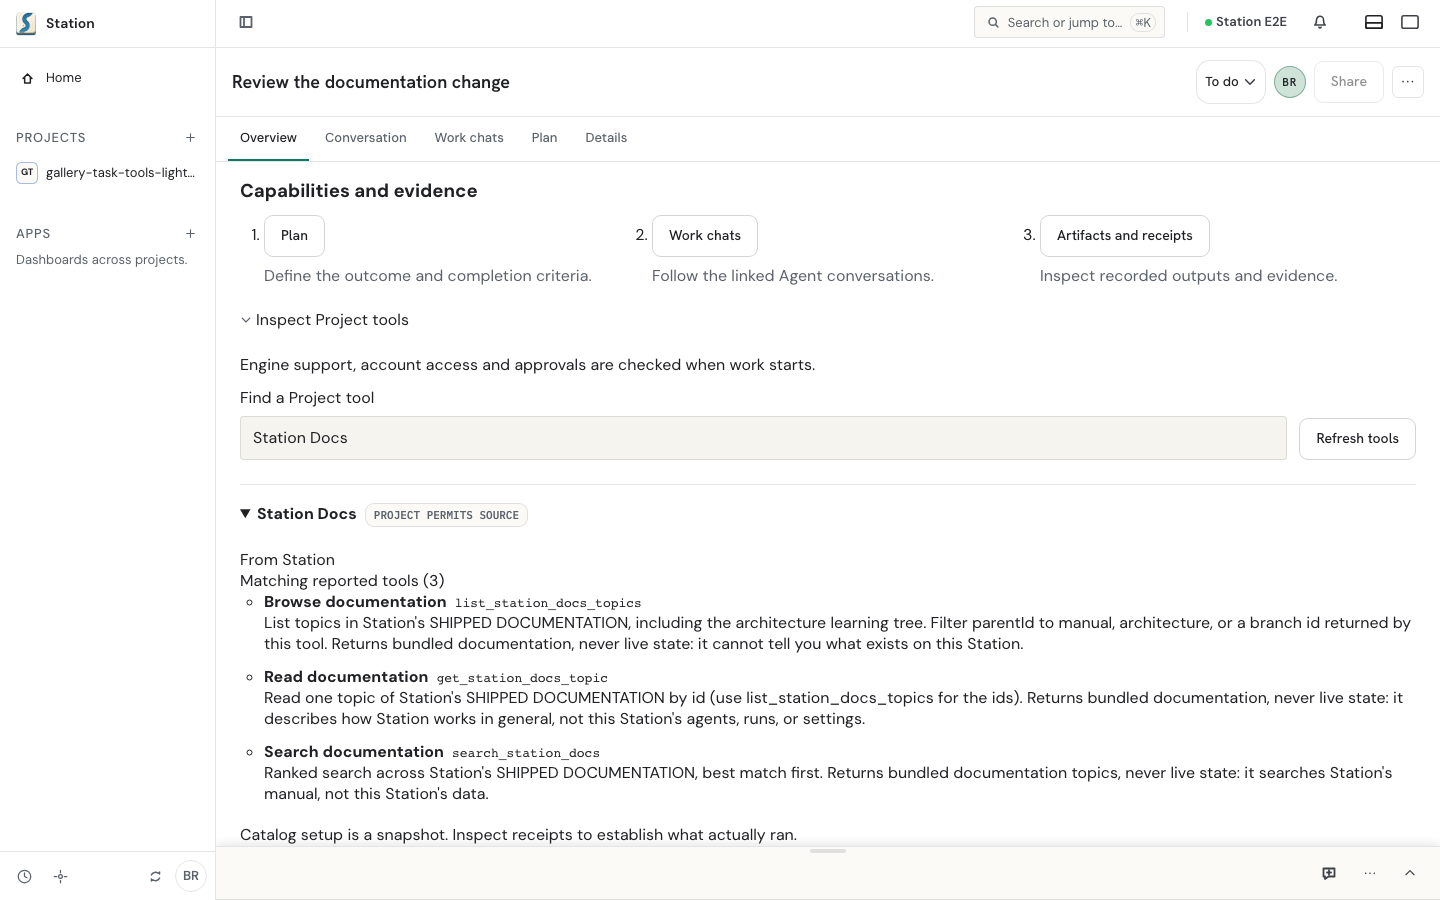 Station
Search or jump to... ⌘K
Station E2E
Home
Review the documentation change
To do
BR
Share
PROJECTS
GT gallery-task-tools-light...
APPS
Dashboards across projects.
Overview Conversation Work chats Plan Details
Capabilities and evidence
1. Plan
Define the outcome and completion criteria.
2. Work chats
Follow the linked Agent conversations.
3. Artifacts and receipts
Inspect recorded outputs and evidence.
Inspect Project tools
Engine support, account access and approvals are checked when work starts.
Find a Project tool
Station Docs
Refresh tools
Station Docs PROJECT PERMITS SOURCE
From Station
Matching reported tools (3)
Browse documentation list_station_docs_topics
List topics in Station's SHIPPED DOCUMENTATION, including the architecture learning tree. Filter parentId to manual, architecture, or a branch id returned by
this tool. Returns bundled documentation, never live state: it cannot tell you what exists on this Station.
Read documentation get_station_docs_topic
Read one topic of Station's SHIPPED DOCUMENTATION by id (use list_station_docs_topics for the ids). Returns bundled documentation, never live state: it
describes how Station works in general, not this Station's agents, runs, or settings.
Search documentation search_station_docs
Ranked search across Station's SHIPPED DOCUMENTATION, best match first. Returns bundled documentation topics, never live state: it searches Station's
manual, not this Station's data.
Catalog setup is a snapshot. Inspect receipts to establish what actually ran.
BR